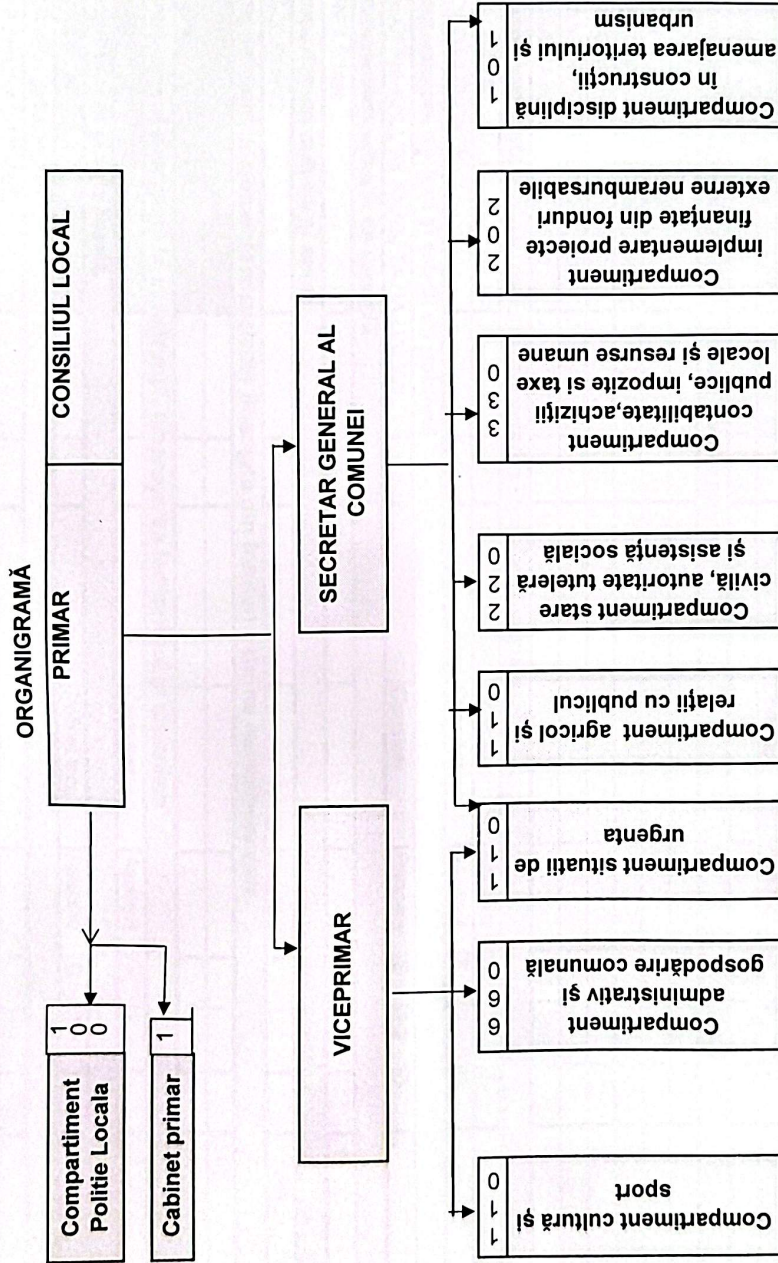 ORGANIGRAMĂ
PRIMAR
CONSILIUL LOCAL
Compartiment
Politie Locala
1
0
0
Cabinet primar
1
VICEPRIMAR
SECRETAR GENERAL AL
COMUNEI
Compartiment cultură și
sport
1
1
0
Compartiment
administrativ și
gospodărire comunală
6
6
0
Compartiment situatii de
urgenta
1
1
0
Compartiment agricol și
relații cu publicul
1
1
0
Compartiment stare
civilă, autoritate tuteleră
și asistență socială
2
2
0
Compartiment
contabilitate,achiziții
publice, impozite si taxe
locale și resurse umane
3
3
0
Compartiment
implementare proiecte
finanțate din fonduri
externe nerambursabile
2
0
2
Compartiment disciplină
în construcții,
amenajarea teritoriului și
urbanism
1
0
1